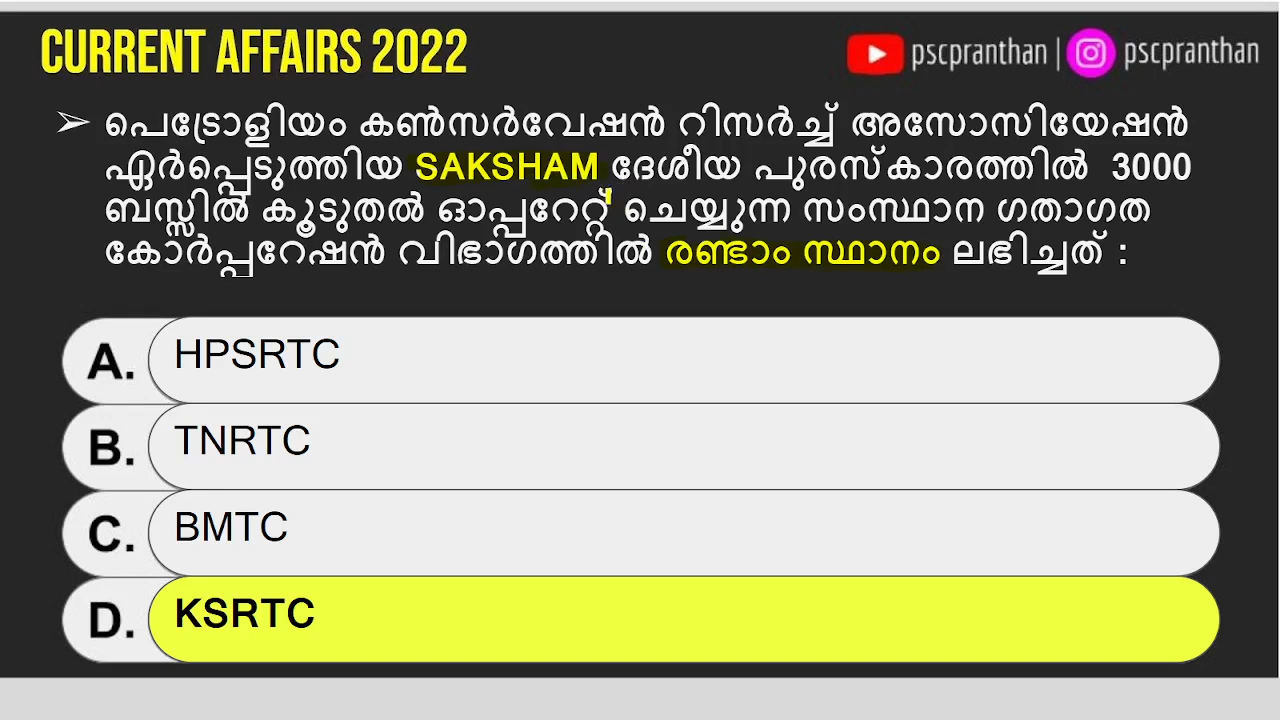 CURRENT AFFAIRS 2022
pscpranthan | pscpranthan
➢ പെട്രോളിയം കൺസർവേഷൻ റിസർച്ച് അസോസിയേഷൻ
ഏർപ്പെടുത്തിയ SAKSHAM ദേശീയ പുരസ്കാരത്തിൽ 3000
ബസ്സിൽ കൂടുതൽ ഓപ്പറേറ്റ് ചെയ്യുന്ന സംസ്ഥാന ഗതാഗത
കോർപ്പറേഷൻ വിഭാഗത്തിൽ രണ്ടാം സ്ഥാനം ലഭിച്ചത് :
A. HPSRTC
B. TNRTC
C. BMTC
D. KSRTC